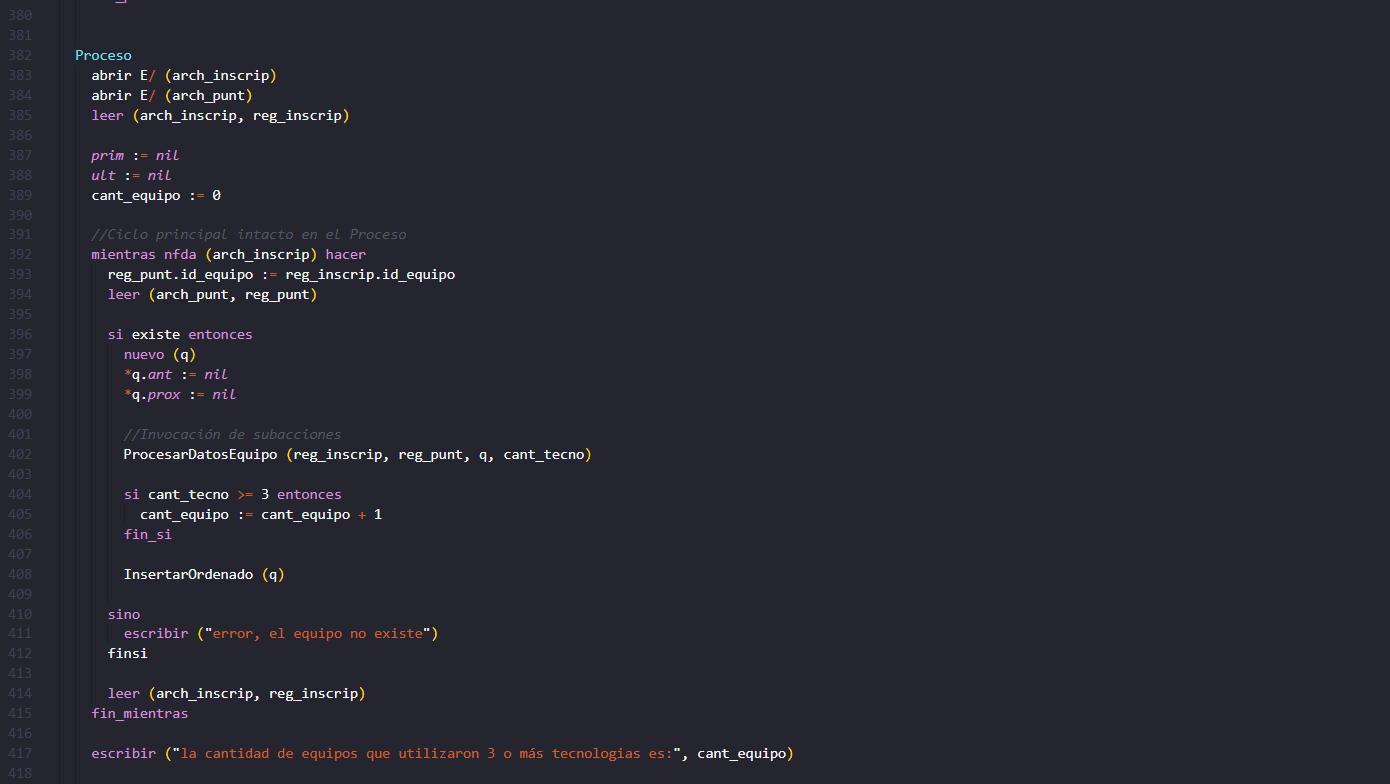 380
381
382 Proceso
383 abrir E/ (arch_inscrip)
384 abrir E/ (arch_punt)
385 leer (arch_inscrip, reg_inscrip)
386
387 prim := nil
388 ult := nil
389 cant_equipo := 0
390
391 //Ciclo principal intacto en el Proceso
392 mientras nfda (arch_inscrip) hacer
393 reg_punt.id_equipo := reg_inscrip.id_equipo
394 leer (arch_punt, reg_punt)
395
396 si existe entonces
397 nuevo (q)
398 *q.ant := nil
399 *q.prox := nil
400
401 //Invocación de subacciones
402 ProcesarDatosEquipo (reg_inscrip, reg_punt, q, cant_tecno)
403
404 si cant_tecno >= 3 entonces
405 cant_equipo := cant_equipo + 1
406 fin_si
407
408 InsertarOrdenado (q)
409
410 sino
411 escribir ("error, el equipo no existe")
412 finsi
413
414 leer (arch_inscrip, reg_inscrip)
415 fin_mientras
416
417 escribir ("la cantidad de equipos que utilizaron 3 o más tecnologias es:", cant_equipo)
418